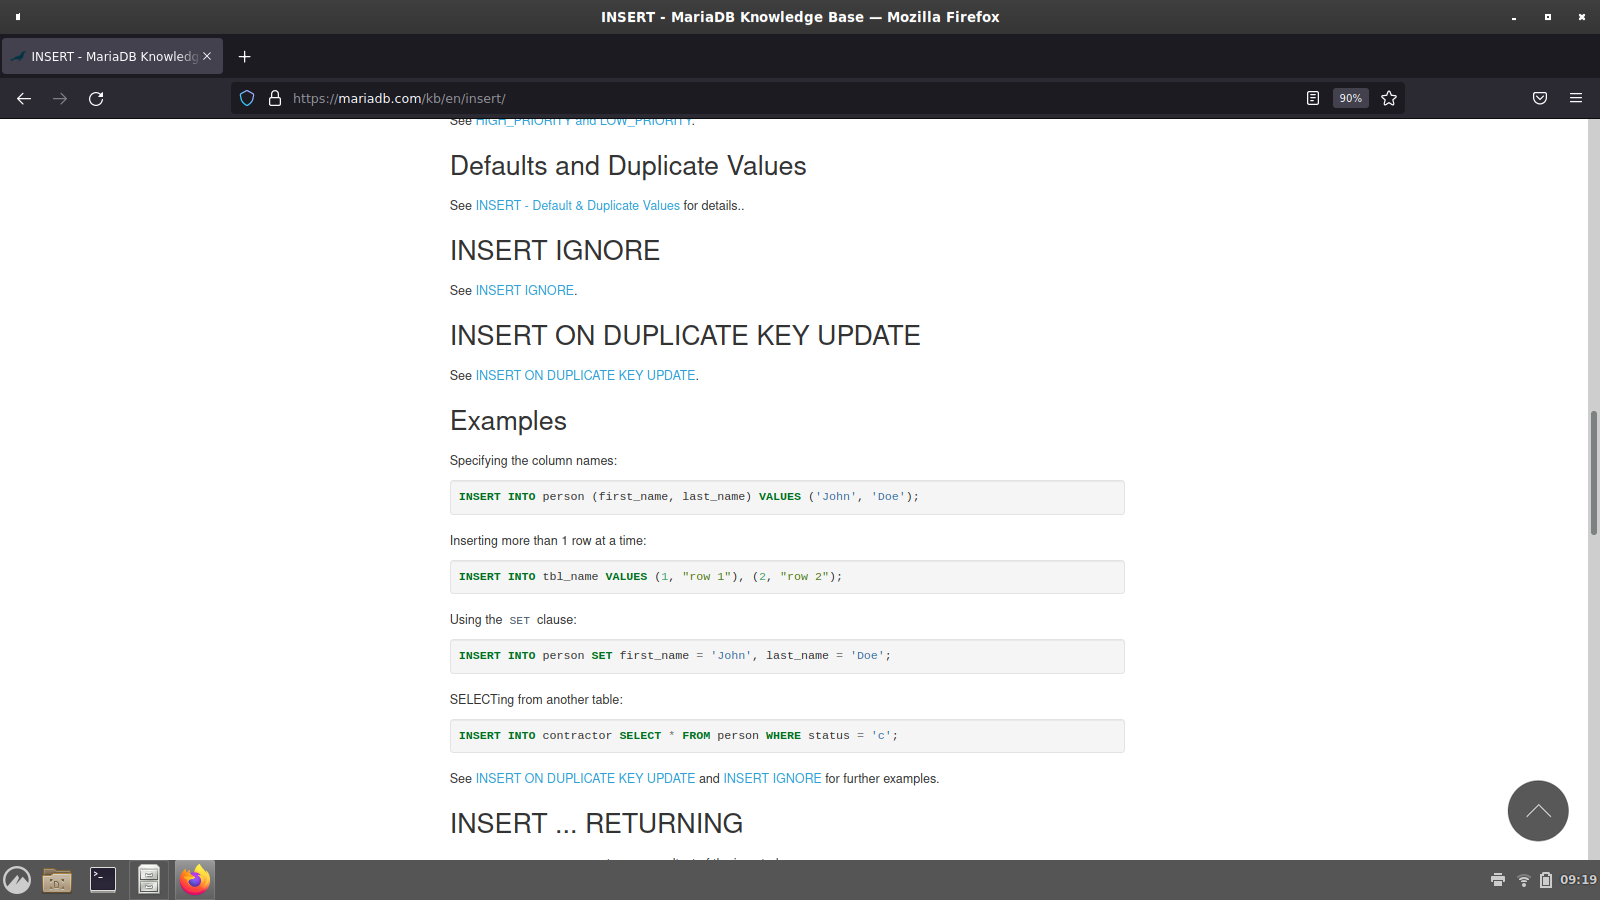 INSERT - MariaDB Knowledge Base — Mozilla Firefox
INSERT - MariaDB Knowledg
https://mariadb.com/kb/en/insert/
90%
See HIGH_PRIORITY and LOW_PRIORITY.
Defaults and Duplicate Values
See INSERT - Default & Duplicate Values for details..
INSERT IGNORE
See INSERT IGNORE.
INSERT ON DUPLICATE KEY UPDATE
See INSERT ON DUPLICATE KEY UPDATE.
Examples
Specifying the column names:
INSERT INTO person (first_name, last_name) VALUES ('John', 'Doe');
Inserting more than 1 row at a time:
INSERT INTO tbl_name VALUES (1, "row 1"), (2, "row 2");
Using the SET clause:
INSERT INTO person SET first_name = 'John', last_name = 'Doe';
SELECTing from another table:
INSERT INTO contractor SELECT * FROM person WHERE status = 'c';
See INSERT ON DUPLICATE KEY UPDATE and INSERT IGNORE for further examples.
INSERT ... RETURNING
09:19